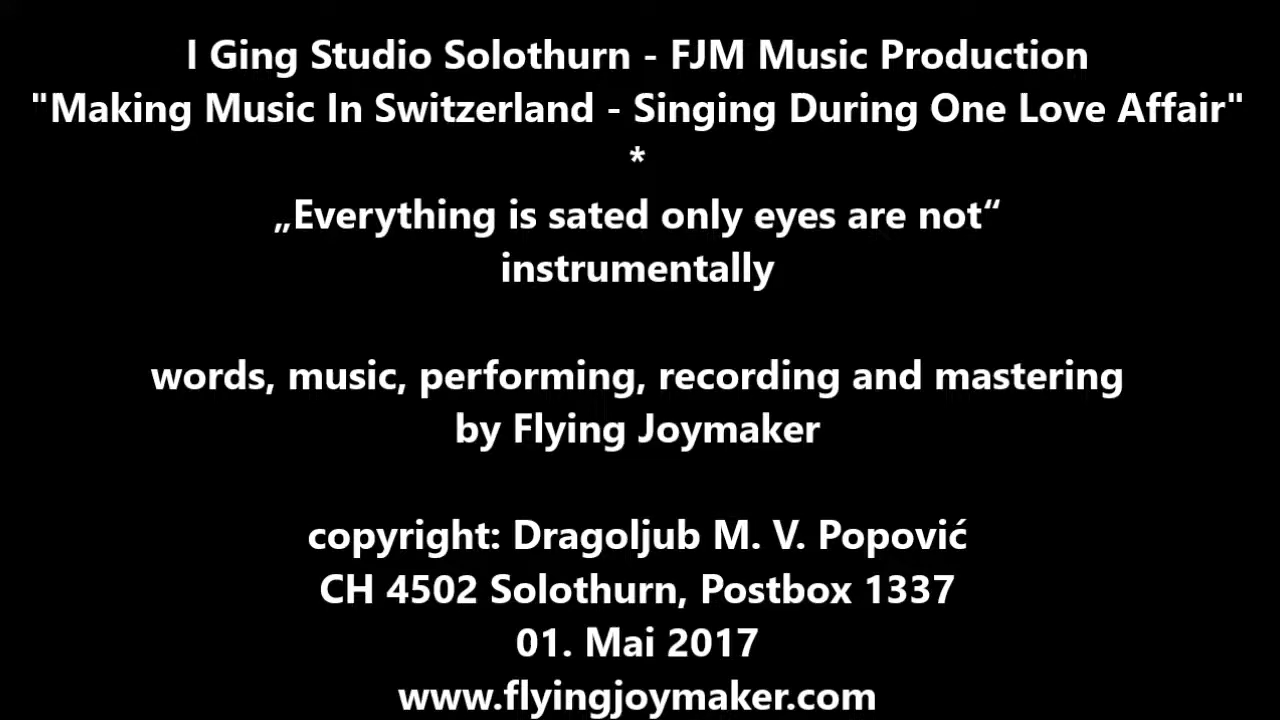 I Ging Studio Solothurn - FJM Music Production
"Making Music In Switzerland - Singing During One Love Affair"
*
„Everything is sated only eyes are not“
instrumentally
words, music, performing, recording and mastering
by Flying Joymaker
copyright: Dragoljub M. V. Popović
CH 4502 Solothurn, Postbox 1337
01. Mai 2017
www.flyingjoymaker.com